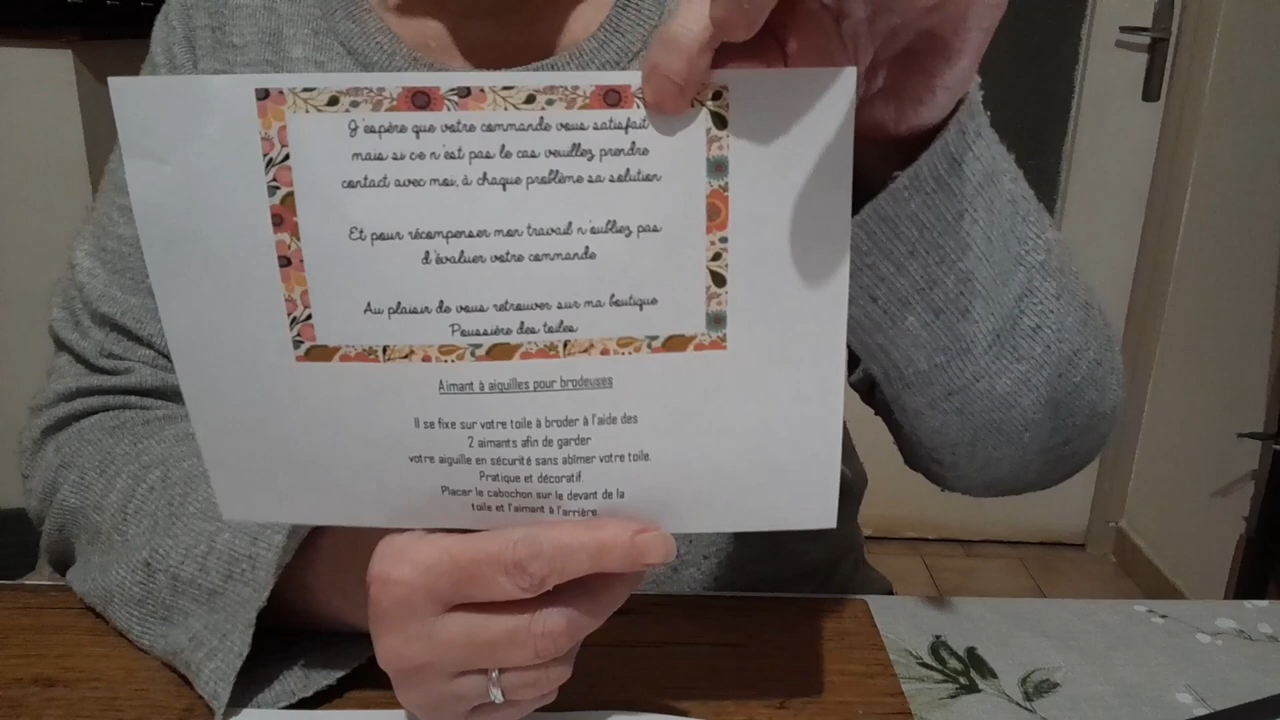 J'espère que votre commande vous satisfait
mais si ce n'est pas le cas veuillez prendre
contact avec moi, à chaque problème sa solution
Et pour récompenser mon travail n'oubliez pas
d'évaluer votre commande
Au plaisir de vous retrouver sur ma boutique
Poussière des toiles
Aimant à aiguilles pour brodeuses
Il se fixe sur votre toile à broder à l'aide des
2 aimants afin de garder
votre aiguille en sécurité sans abîmer votre toile.
Pratique et décoratif.
Placer le cabochon sur le devant de la
toile et l'aimant à l'arrière.